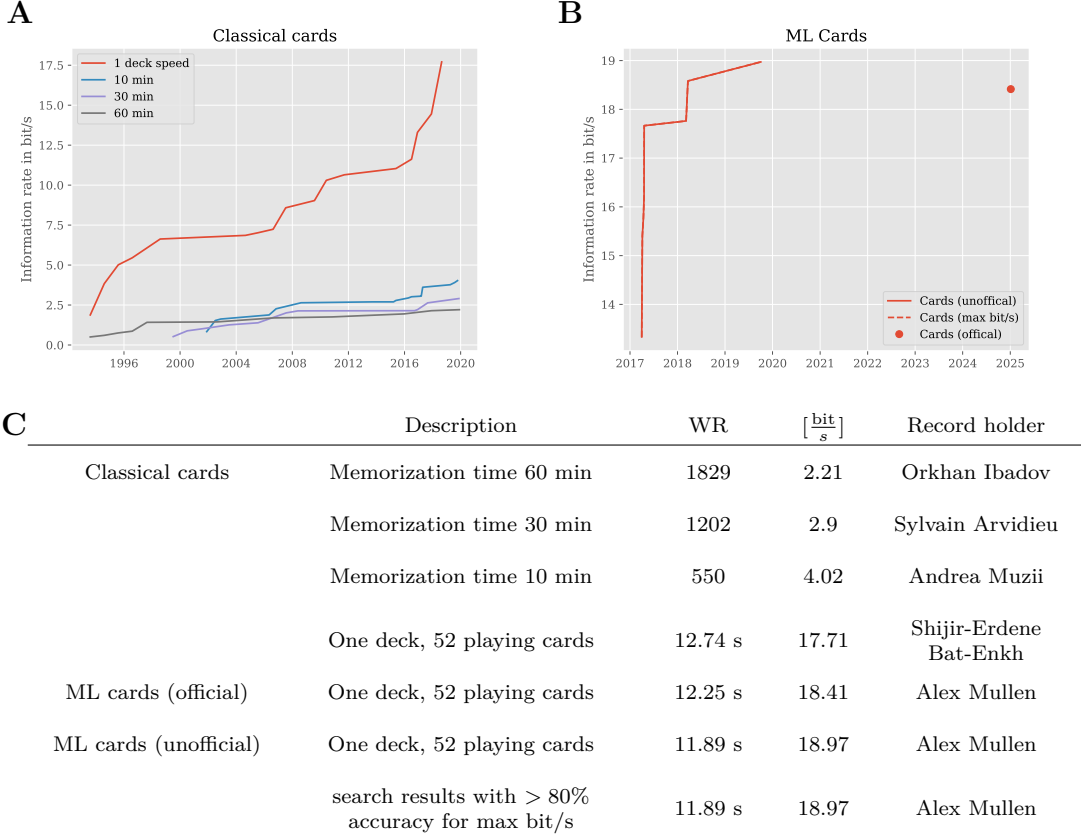 A
Classical cards
Information rate in bit/s
17.5
15.0
12.5
10.0
7.5
5.0
2.5
0.0
1 deck speed
10 min
30 min
60 min
1996 2000 2004 2008 2012 2016 2020
B
ML Cards
Information rate in bit/s
19
18
17
16
15
14
Cards (unoffical)
Cards (max bit/s)
Cards (offical)
2017 2018 2019 2020 2021 2022 2023 2024 2025
C
Description WR [bit/s] Record holder
Classical cards Memorization time 60 min 1829 2.21 Orkhan Ibadov
Memorization time 30 min 1202 2.9 Sylvain Arvidieu
Memorization time 10 min 550 4.02 Andrea Muzii
One deck, 52 playing cards 12.74 s 17.71 Shijir-Erdene
Bat-Enkh
ML cards (official) One deck, 52 playing cards 12.25 s 18.41 Alex Mullen
ML cards (unofficial) One deck, 52 playing cards 11.89 s 18.97 Alex Mullen
search results with > 80%
accuracy for max bit/s 11.89 s 18.97 Alex Mullen